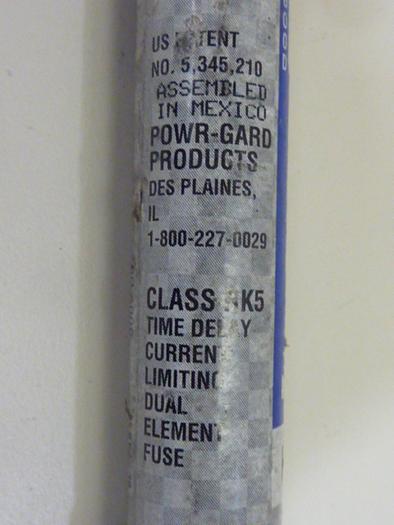 US PATENT
NO. 5,345,210
ASSEMBLED
IN MEXICO
POWR-GARD
PRODUCTS
DES PLAINES,
IL
1-800-227-0029
CLASS RK5
TIME DELAY
CURRENT
LIMITING
DUAL
ELEMENT
FUSE